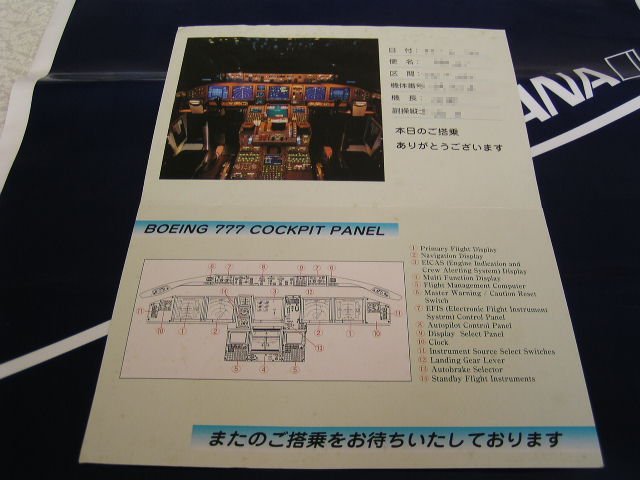 日付:
便名:
区間:
機体番号:
機長:
副操縦士:
本日のご搭乗
ありがとうございます
ANA
BOEING 777 COCKPIT PANEL
① Primary Flight Display
② Navigation Display
③ EICAS (Engine Indication and
Crew Alerting System) Display
④ Multi Function Display
⑤ Flight Management Computer
⑥ Master Warning / Caution Reset
Switch
⑦ EFIS (Electronic Flight Instrument
System) Control Panel
⑧ Autopilot Control Panel
⑨ Display Select Panel
⑩ Clock
⑪ Instrument Source Select Switches
⑫ Landing Gear Lever
⑬ Autobrake Selector
⑭ Standby Flight Instruments
またのご搭乗をお待ちいたしております